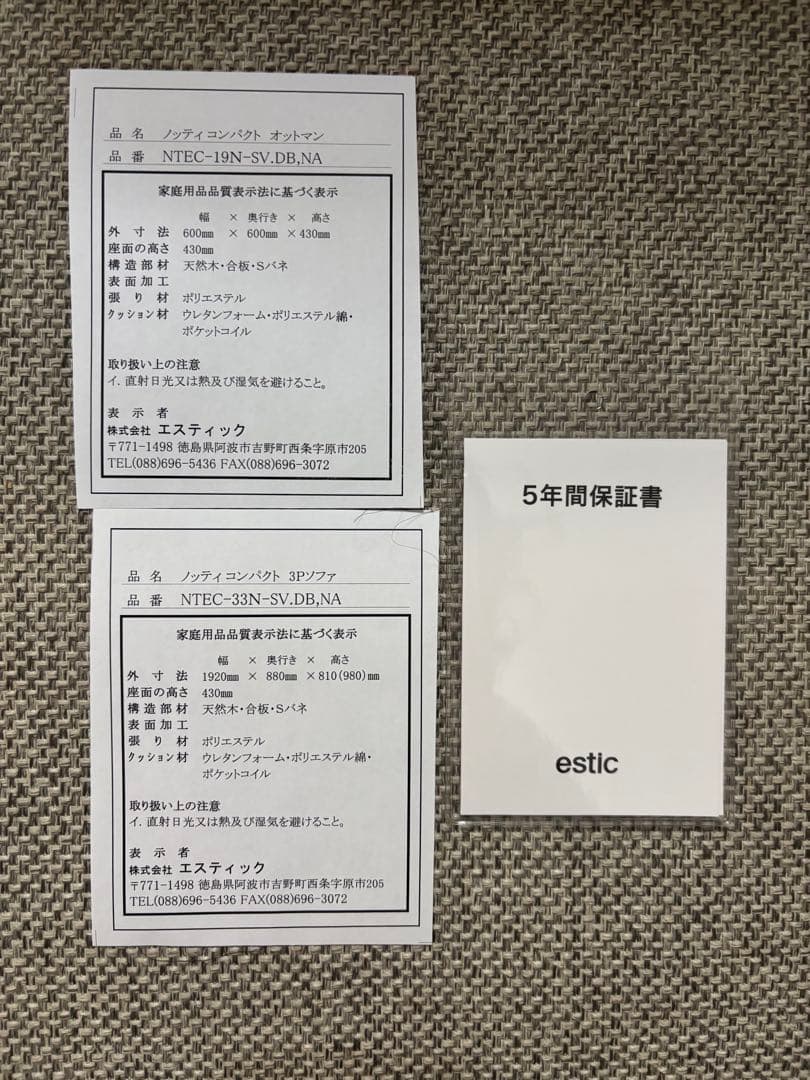 品名 ノッティコンパクト オットマン
品番 NTEC-19N-SV.DB,NA
家庭用品品質表示法に基づく表示
幅 × 奥行き × 高さ
外寸法 600㎜ × 600㎜ ×430㎜
座面の高さ 430㎜
構造部材 天然木・合板・Sバネ
表面加工
張り材 ポリエステル
クッション材 ウレタンフォーム・ポリエステル綿・
ポケットコイル
取り扱い上の注意
イ.直射日光又は熱及び湿気を避けること。
表示者
株式会社 エスティック
〒771-1498 徳島県阿波市吉野町西条字原市205
TEL(088)696-5436 FAX(088)696-3072
品名 ノッティコンパクト 3Pソファ
品番 NTEC-33N-SV.DB,NA
家庭用品品質表示法に基づく表示
幅 × 奥行き × 高さ
外寸法 1920㎜ × 880㎜ ×810(980)㎜
座面の高さ 430㎜
構造部材 天然木・合板・Sバネ
表面加工
張り材 ポリエステル
クッション材 ウレタンフォーム・ポリエステル綿・
ポケットコイル
取り扱い上の注意
イ.直射日光又は熱及び湿気を避けること。
表示者
株式会社 エスティック
〒771-1498 徳島県阿波市吉野町西条字原市205
TEL(088)696-5436 FAX(088)696-3072
5年間保証書
estic